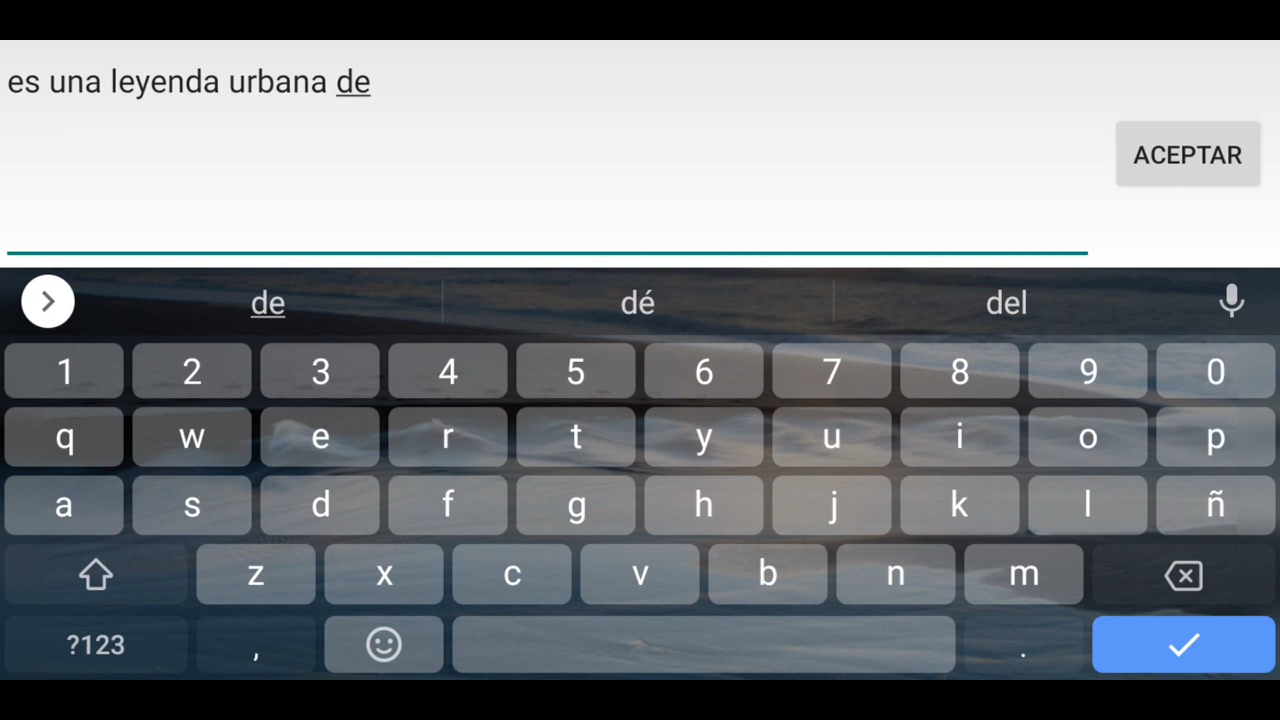 es una leyenda urbana de
ACEPTAR
de dé del
1 2 3 4 5 6 7 8 9 0
q w e r t y u i o p
a s d f g h j k l ñ
z x c v b n m
?123 , .